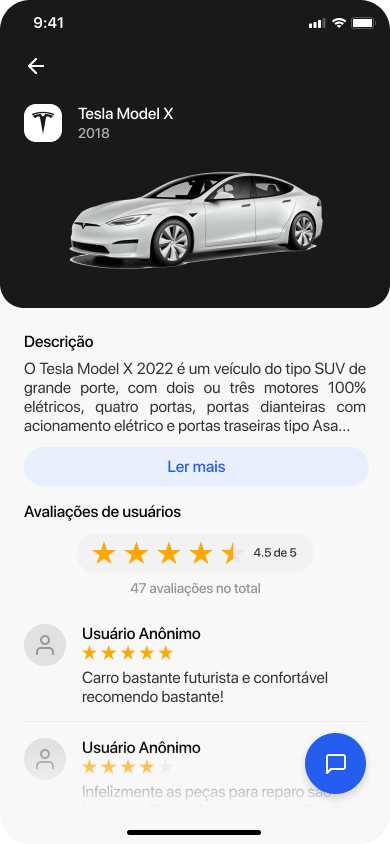 9:41
Tesla Model X
2018
Descrição
O Tesla Model X 2022 é um veículo do tipo SUV de
grande porte, com dois ou três motores 100%
elétricos, quatro portas, portas dianteiras com
acionamento elétrico e portas traseiras tipo Asa...
Ler mais
Avaliações de usuários
4.5 de 5
47 avaliações no total
Usuário Anônimo
Carro bastante futurista e confortável
recomendo bastante!
Usuário Anônimo
Infelizmente as peças para reparo são